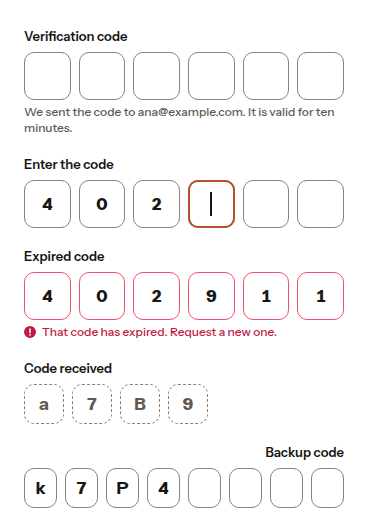 Verification code
We sent the code to ana@example.com. It is valid for ten
minutes.
Enter the code
4 0 2
Expired code
4 0 2 9 1 1
That code has expired. Request a new one.
Code received
a 7 B 9
Backup code
k 7 P 4